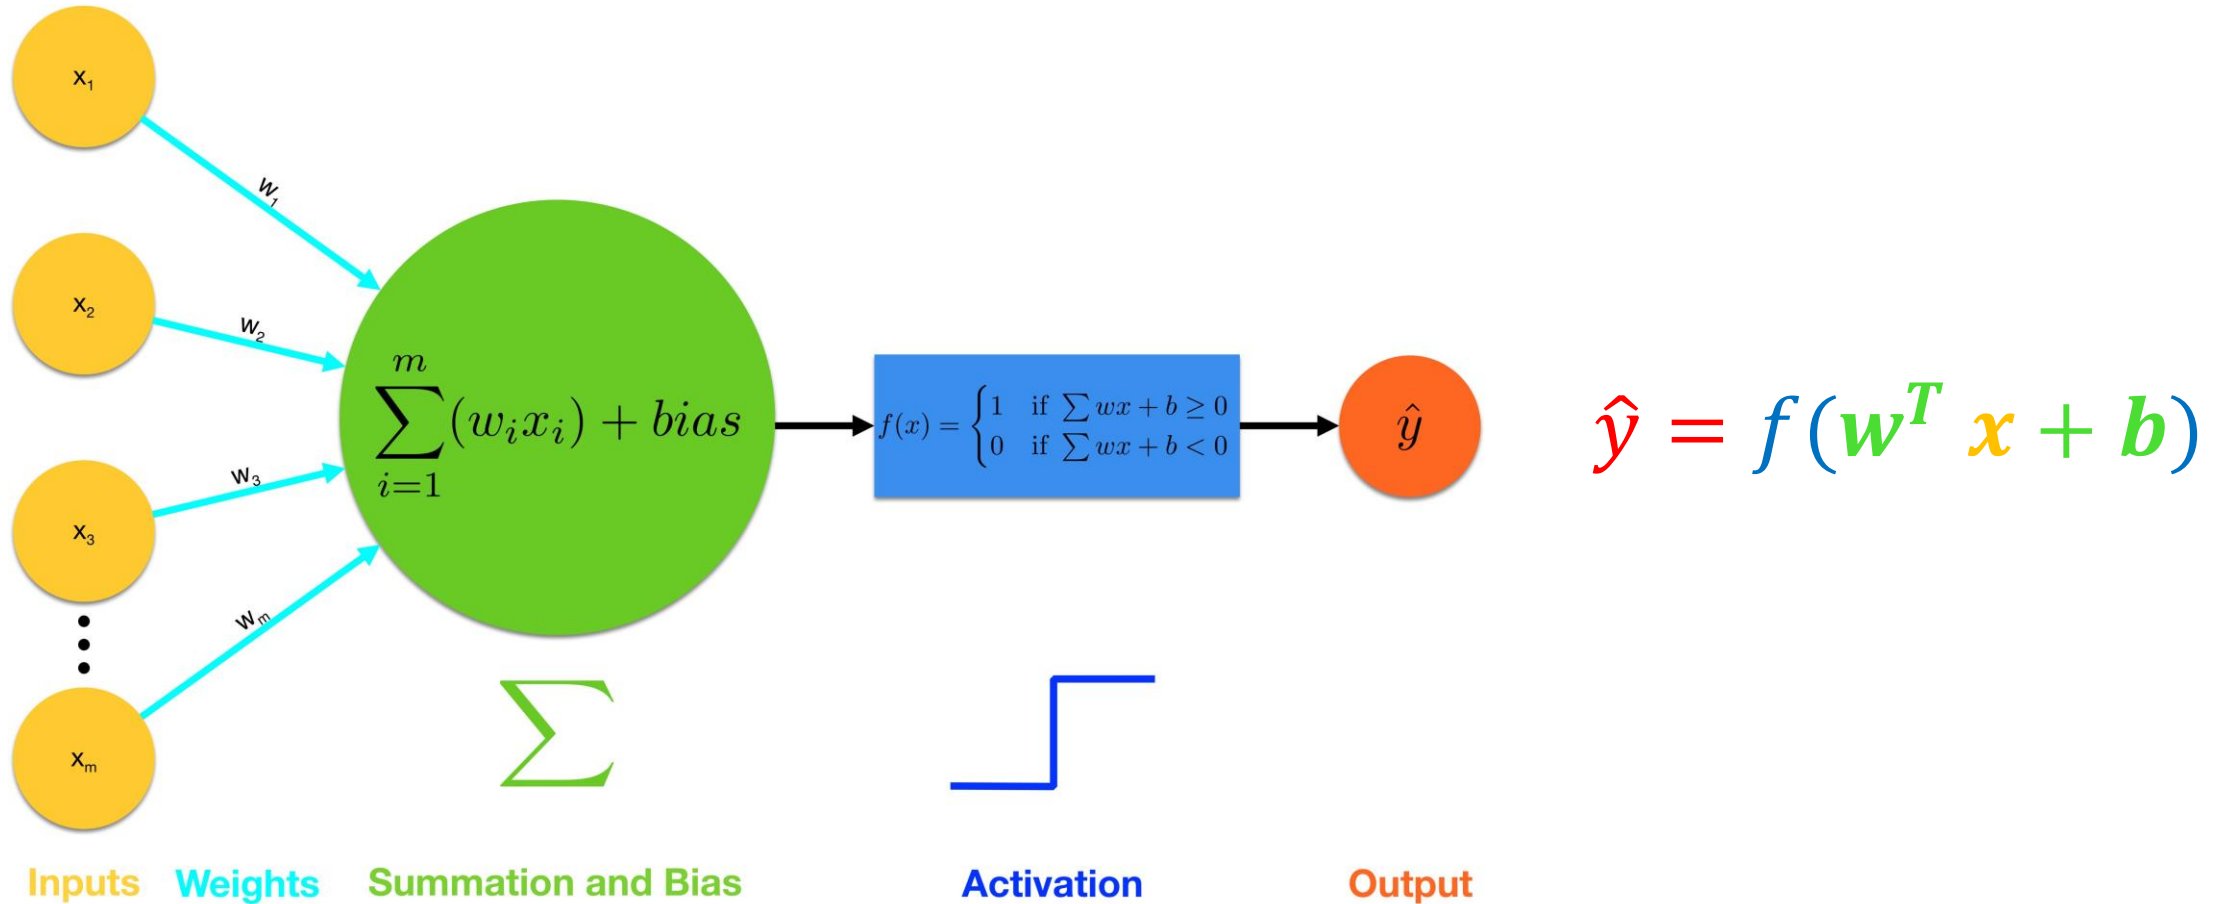 x₁
w₁
x₂
w₂
x₃
w₃
xₘ
wₘ
m
∑(wᵢxᵢ) + bias
i=1
f(x) = {1 if ∑ wx + b ≥ 0
0 if ∑ wx + b < 0
ŷ
ŷ = f(wᵀ x + b)
∑
Inputs Weights Summation and Bias Activation Output